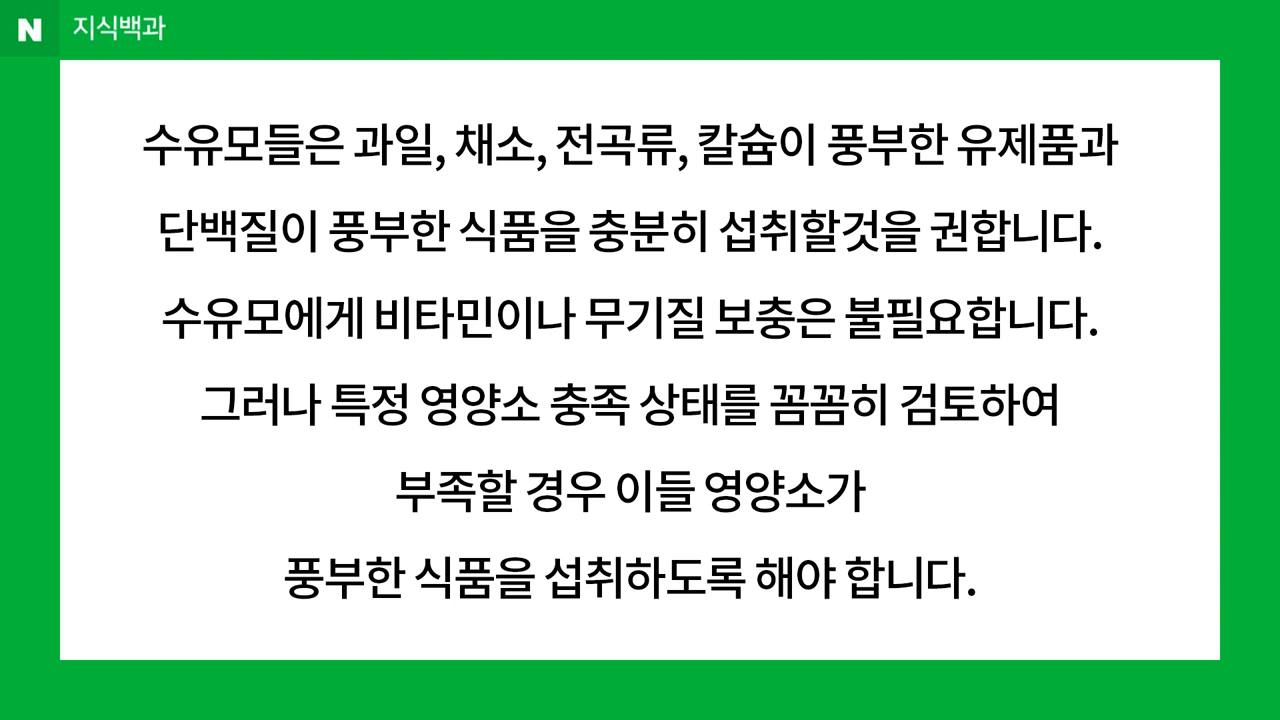 N 지식백과
수유모들은 과일, 채소, 전곡류, 칼슘이 풍부한 유제품과
단백질이 풍부한 식품을 충분히 섭취할것을 권합니다.
수유모에게 비타민이나 무기질 보충은 불필요합니다.
그러나 특정 영양소 충족 상태를 꼼꼼히 검토하여
부족할 경우 이들 영양소가
풍부한 식품을 섭취하도록 해야 합니다.